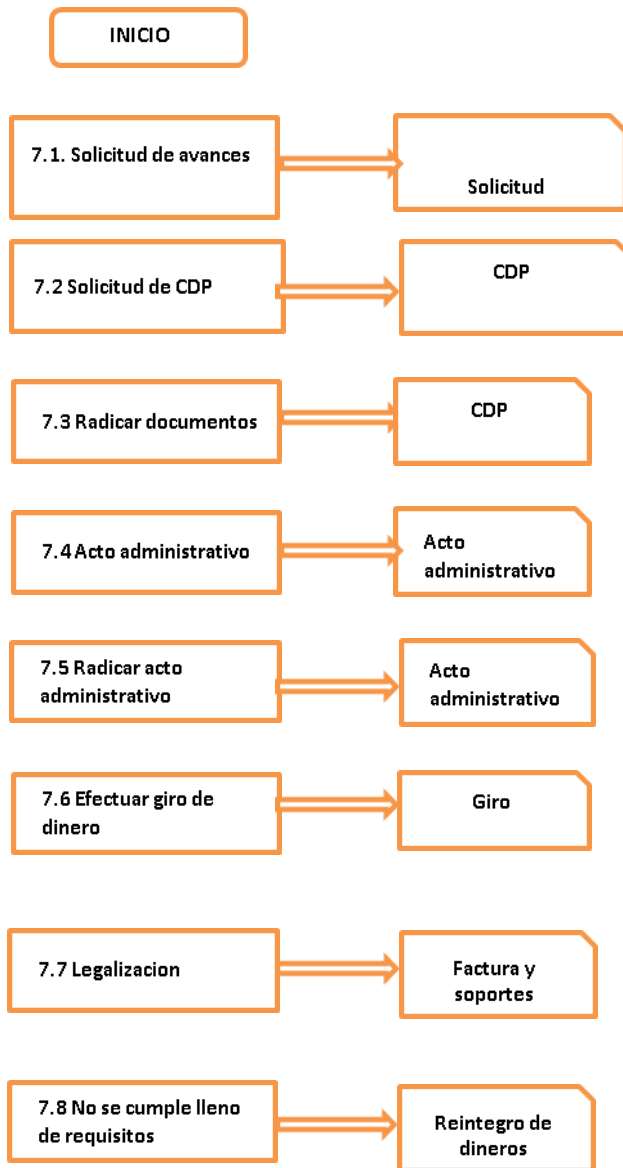 INICIO
7.1. Solicitud de avances
Solicitud
7.2 Solicitud de CDP
CDP
7.3 Radicar documentos
CDP
7.4 Acto administrativo
Acto
administrativo
7.5 Radicar acto
administrativo
Acto
administrativo
7.6 Efectuar giro de
dinero
Giro
7.7 Legalizacion
Factura y
soportes
7.8 No se cumple lleno
de requisitos
Reintegro de
dineros